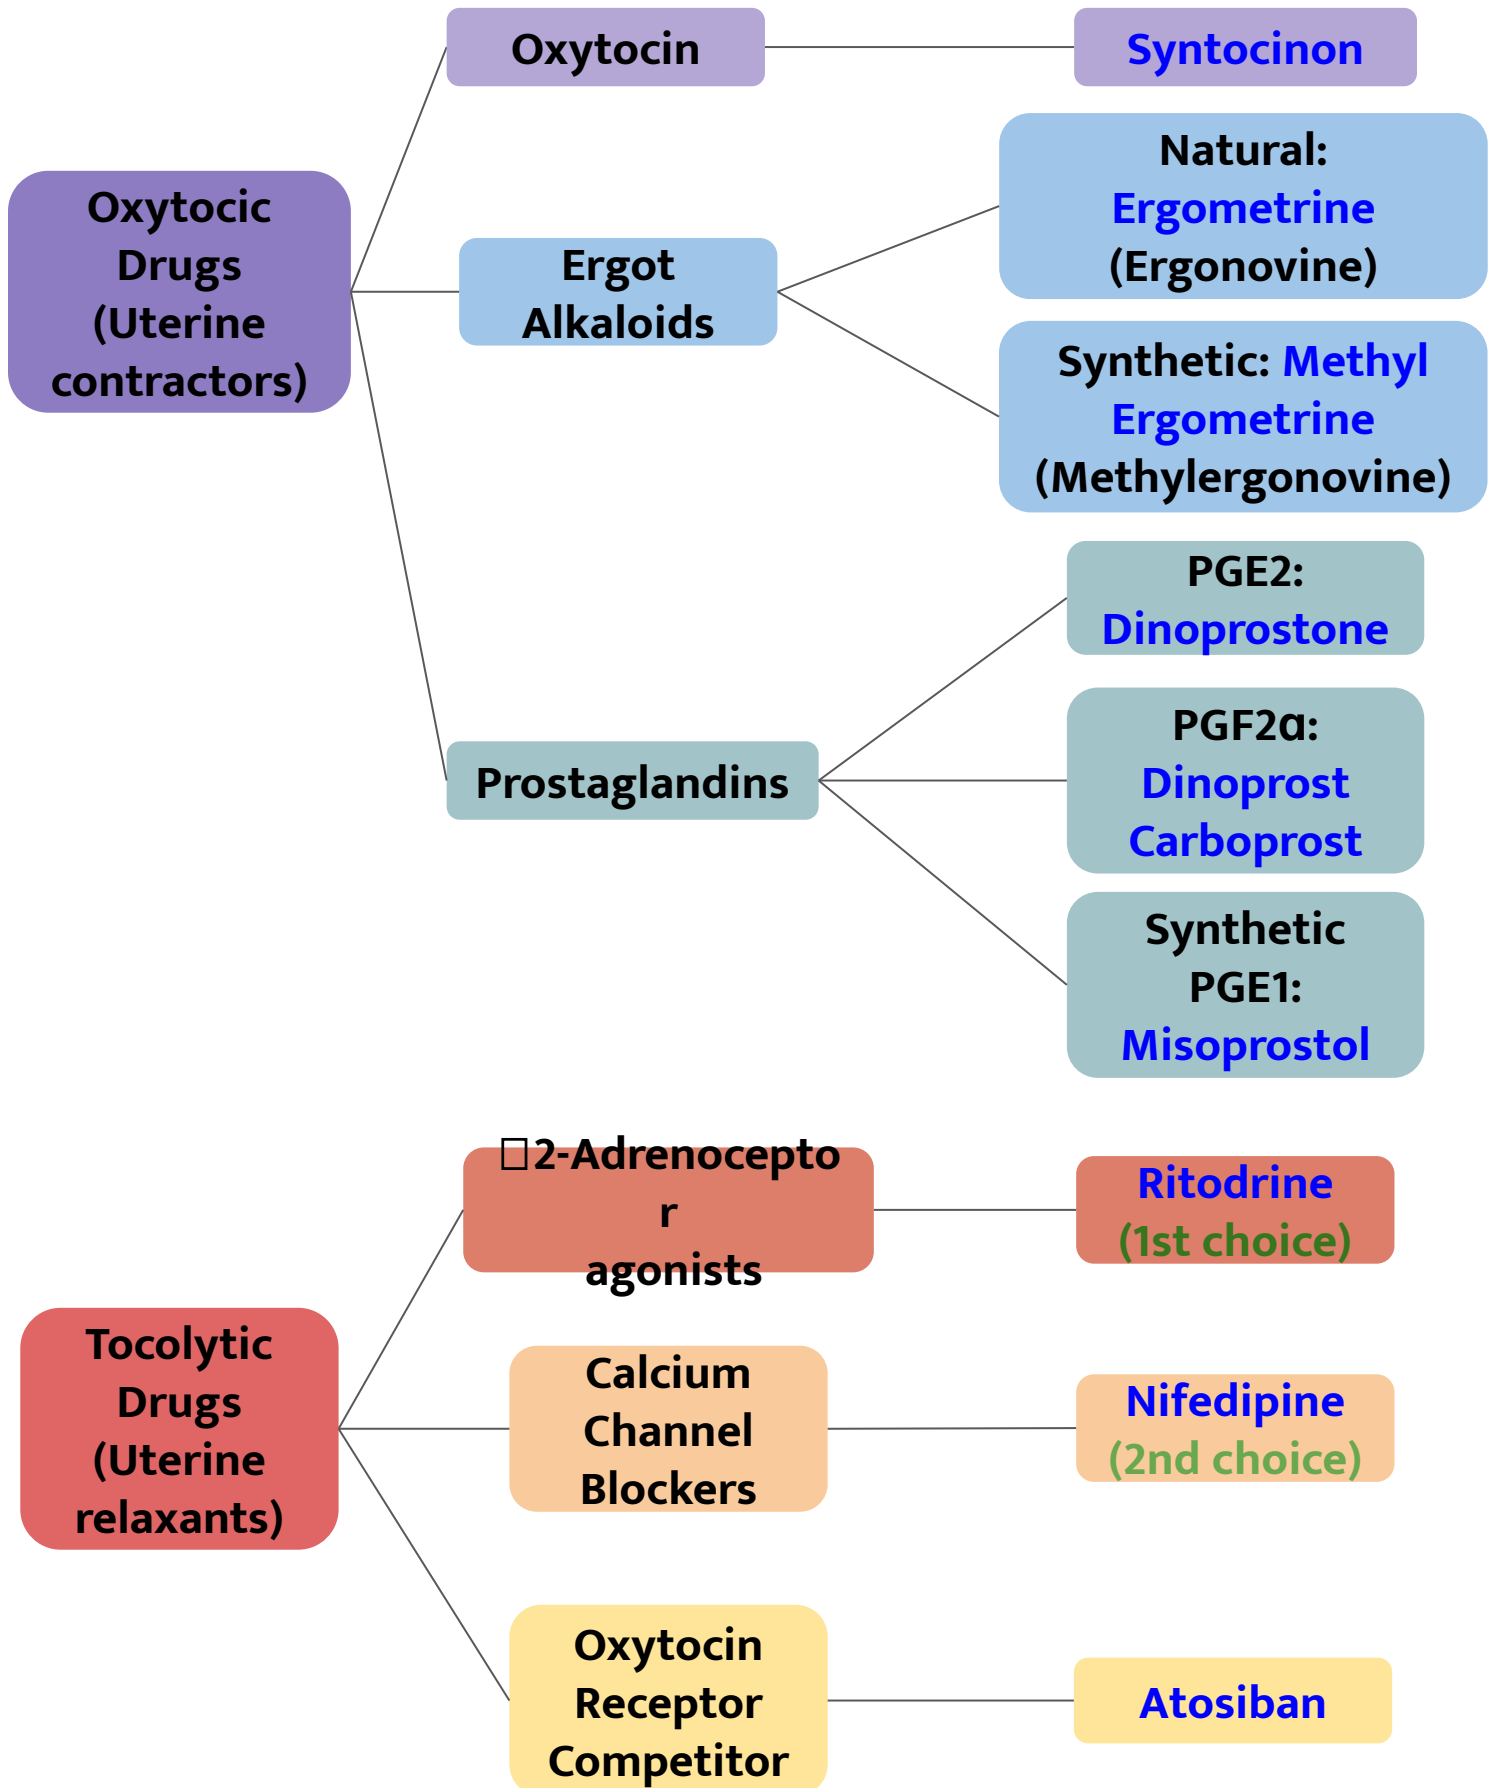 Oxytocin
Syntocinon
Oxytocic
Drugs
(Uterine
contractors)
Ergot
Alkaloids
Natural:
Ergometrine
(Ergonovine)
Synthetic: Methyl
Ergometrine
(Methylergonovine)
Prostaglandins
PGE2:
Dinoprostone
PGF2α:
Dinoprost
Carboprost
Synthetic
PGE1:
Misoprostol
Tocolytic
Drugs
(Uterine
relaxants)
□2-Adrenocepto
r
agonists
Ritodrine
(1st choice)
Calcium
Channel
Blockers
Nifedipine
(2nd choice)
Oxytocin
Receptor
Competitor
Atosiban